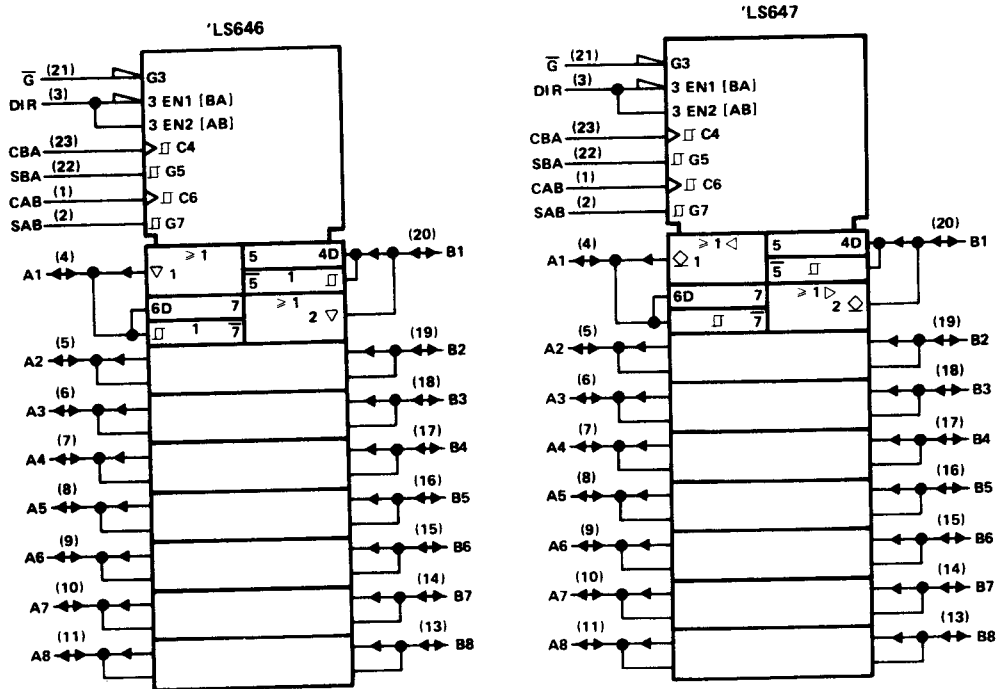 'LS646
G̅ (21) G3
DIR (3) 3 EN1 [BA]
3 EN2 [AB]
CBA (23) C4
SBA (22) G5
CAB (1) C6
SAB (2) G7
A1 (4) ▽ 1 ⩾ 1 5 4D (20) B1
5̅ 1
6D 7 ⩾ 1
1 7̅ 2 ▽
A2 (5) (19) B2
A3 (6) (18) B3
A4 (7) (17) B4
A5 (8) (16) B5
A6 (9) (15) B6
A7 (10) (14) B7
A8 (11) (13) B8
'LS647
G̅ (21) G3
DIR (3) 3 EN1 [BA]
3 EN2 [AB]
CBA (23) C4
SBA (22) G5
CAB (1) C6
SAB (2) G7
A1 (4) 1 ⩾ 1 ◁ 5 4D (20) B1
5̅
6D 7 ⩾ 1 ▷
7̅ 2
A2 (5) (19) B2
A3 (6) (18) B3
A4 (7) (17) B4
A5 (8) (16) B5
A6 (9) (15) B6
A7 (10) (14) B7
A8 (11) (13) B8